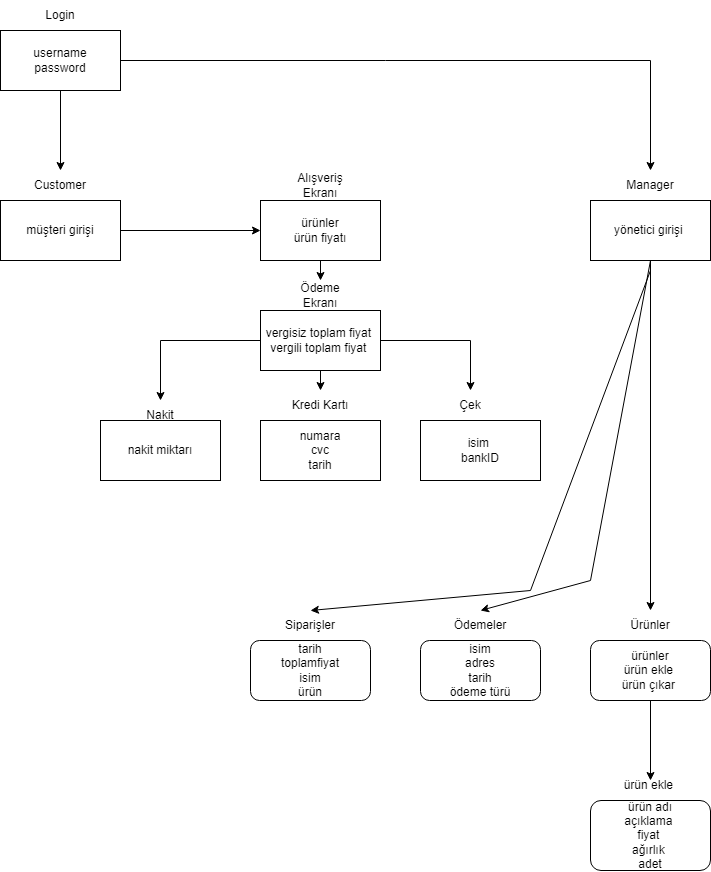 Login
username
password
Customer
müşteri girişi
Alışveriş
Ekranı
ürünler
ürün fiyatı
Manager
yönetici girişi
Ödeme
Ekranı
vergisiz toplam fiyat
vergili toplam fiyat
Nakit
nakit miktarı
Kredi Kartı
numara
cvc
tarih
Çek
isim
bankID
Siparişler
tarih
toplamfiyat
isim
ürün
Ödemeler
isim
adres
tarih
ödeme türü
Ürünler
ürünler
ürün ekle
ürün çıkar
ürün ekle
ürün adı
açıklama
fiyat
ağırlık
adet